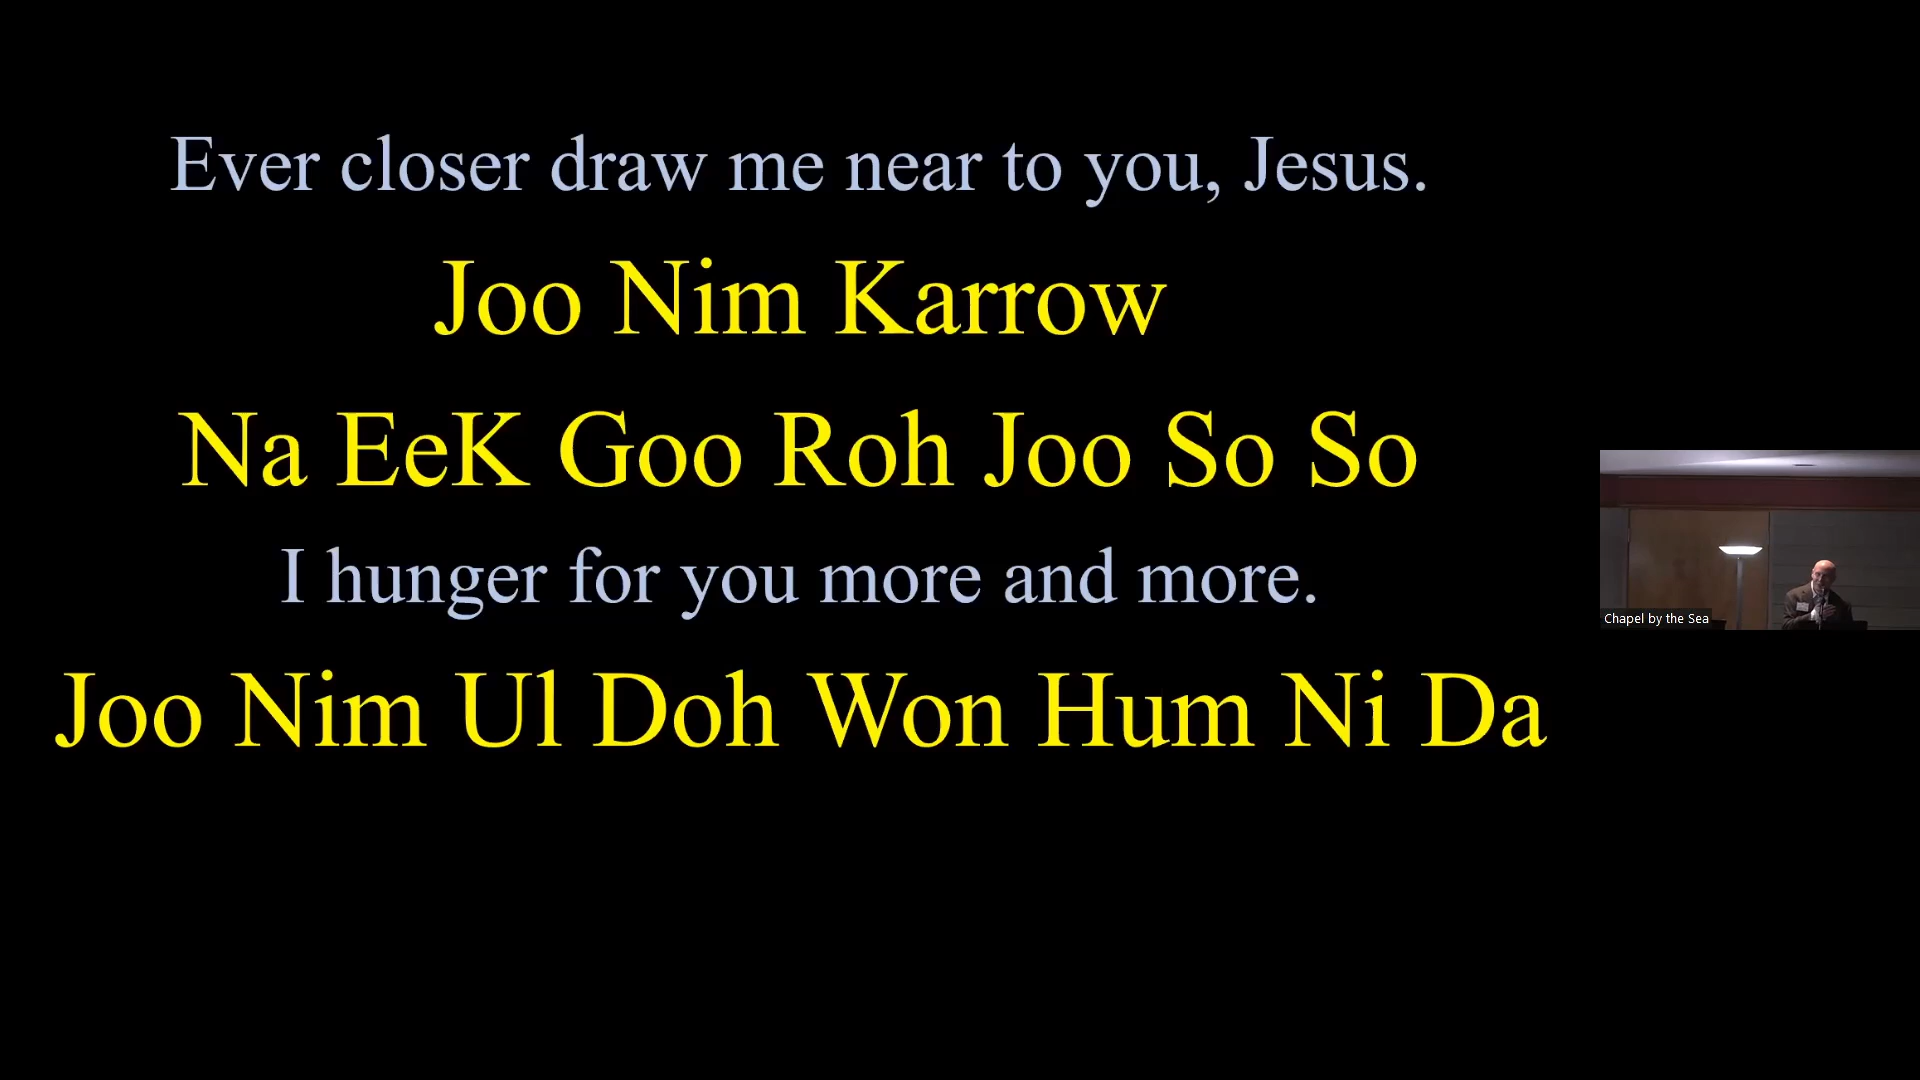 Ever closer draw me near to you, Jesus.
Joo Nim Karrow
Na EeK Goo Roh Joo So So
I hunger for you more and more.
Joo Nim Ul Doh Won Hum Ni Da
Chapel by the Sea